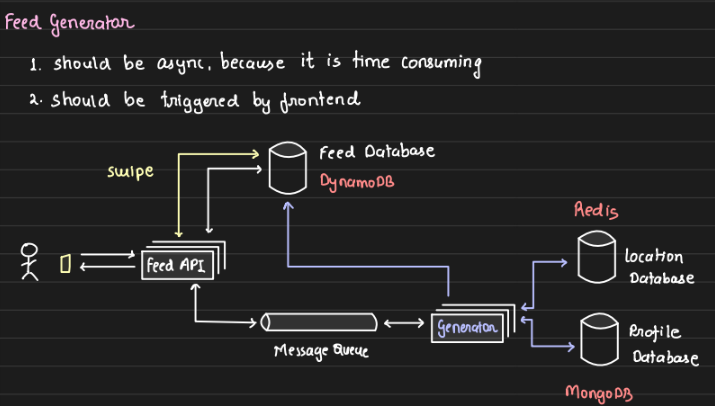 Feed Generator
1. should be async, because it is time consuming
2. should be triggered by frontend
Feed Database
DynamoDB
swipe
Redis
Location
Database
Feed API
Generator
Message Queue
Profile
Database
MongoDB